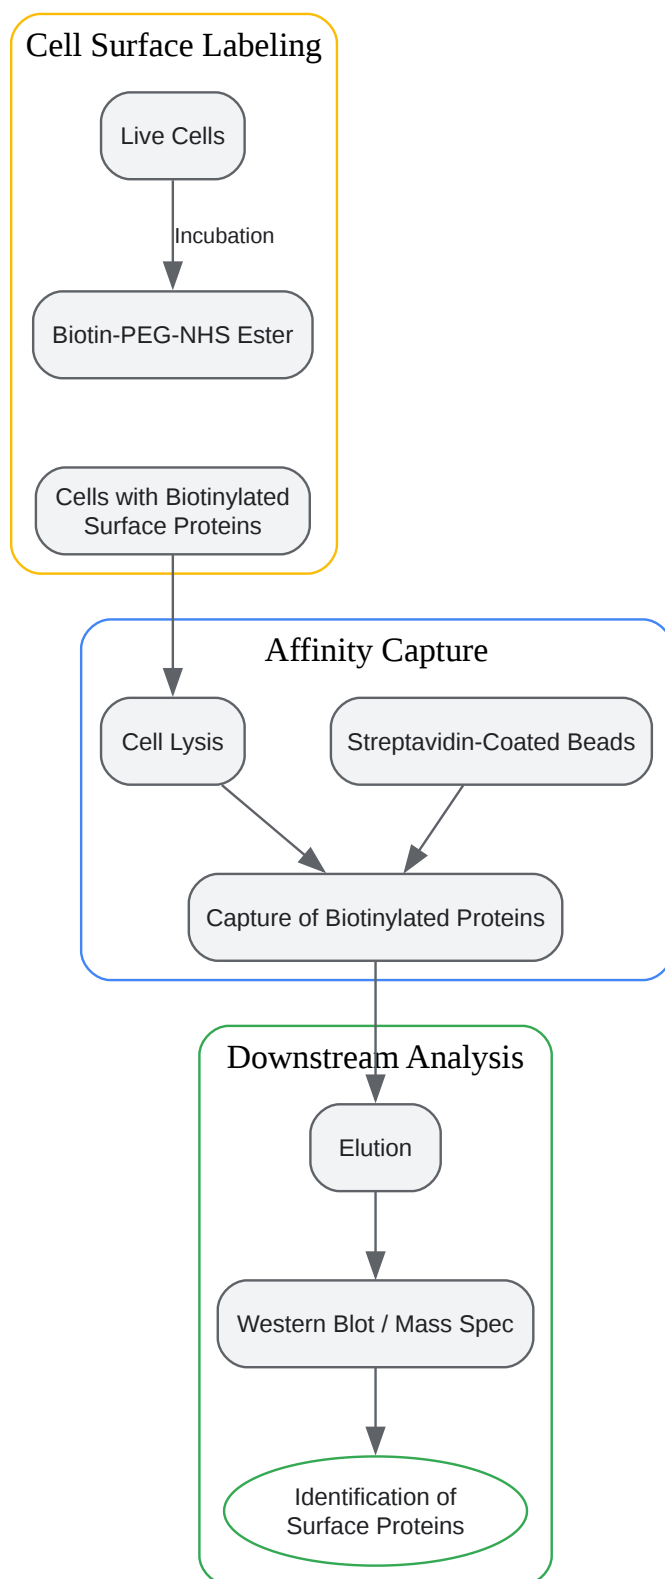 Cell Surface Labeling
Live Cells
Incubation
Biotin-PEG-NHS Ester
Cells with Biotinylated
Surface Proteins
Affinity Capture
Cell Lysis
Streptavidin-Coated Beads
Capture of Biotinylated Proteins
Downstream Analysis
Elution
Western Blot / Mass Spec
Identification of
Surface Proteins